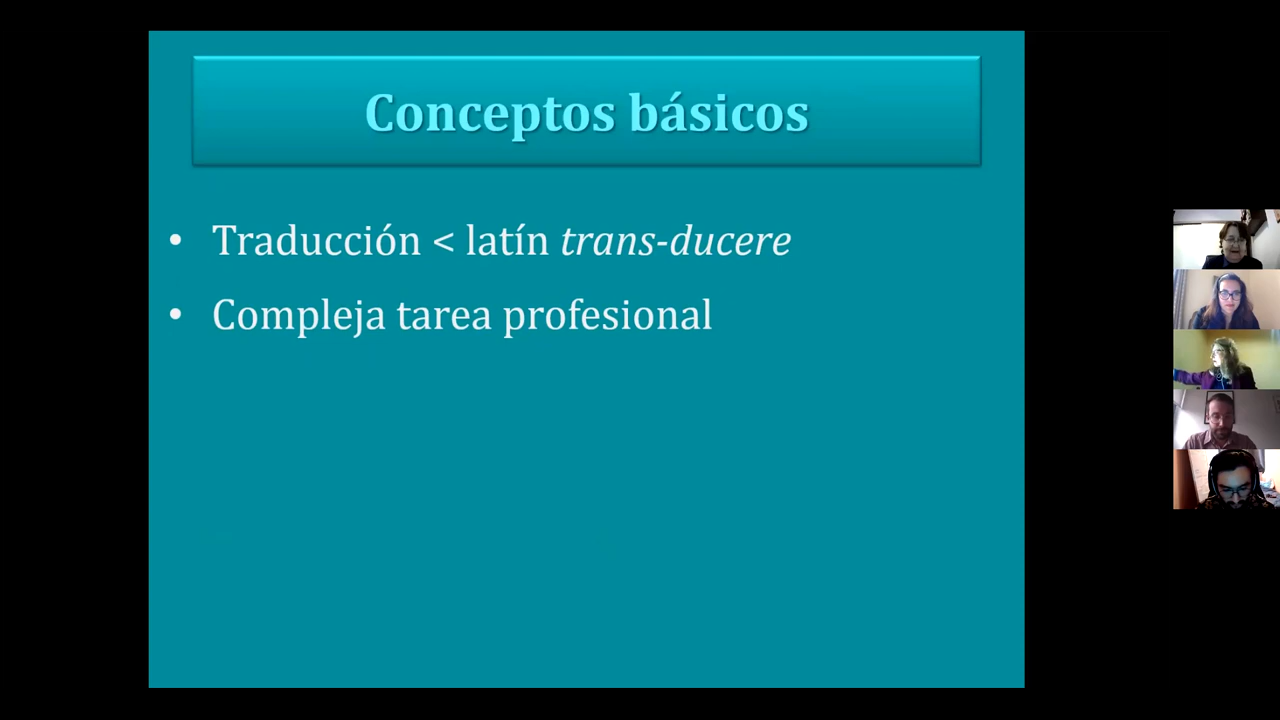 Conceptos básicos
• Traducción < latín trans-ducere
• Compleja tarea profesional